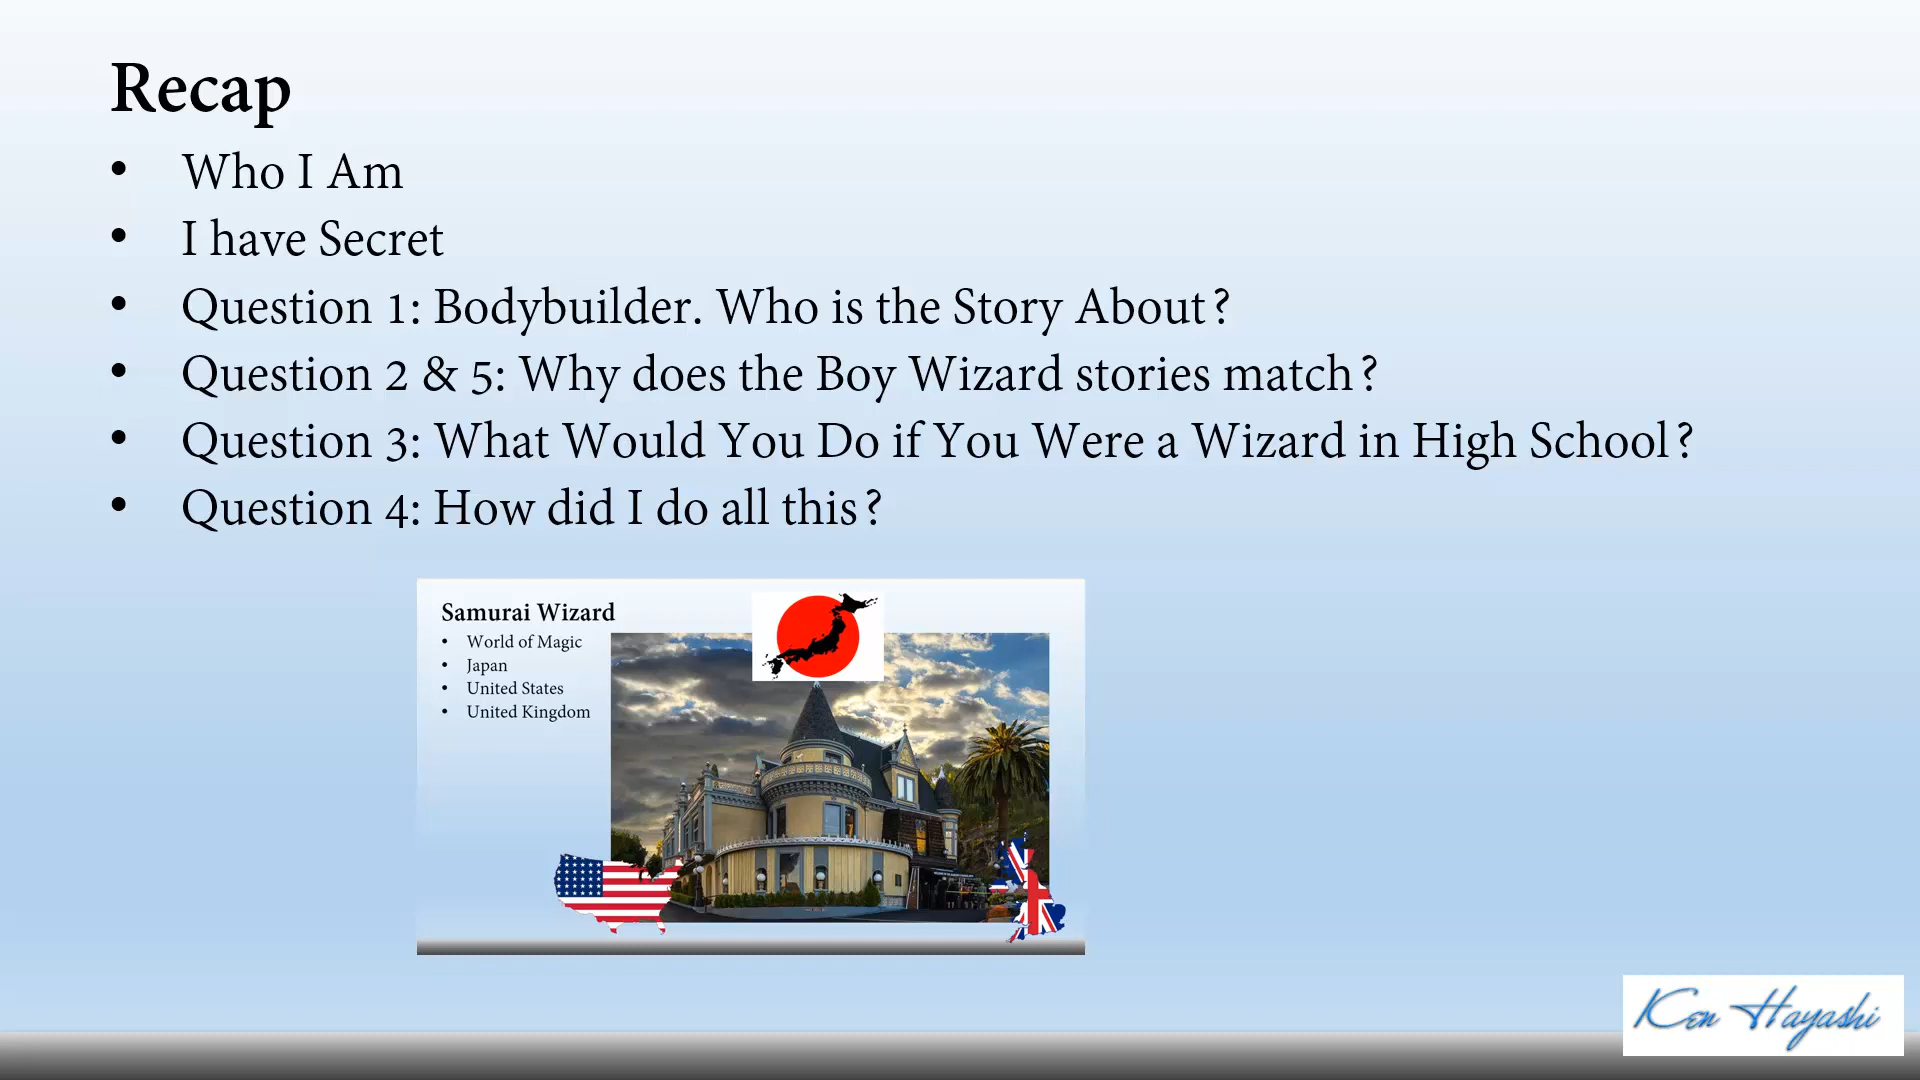 Recap
• Who I Am
• I have Secret
• Question 1: Bodybuilder. Who is the Story About?
• Question 2 & 5: Why does the Boy Wizard stories match?
• Question 3: What Would You Do if You Were a Wizard in High School?
• Question 4: How did I do all this?
Samurai Wizard
• World of Magic
• Japan
• United States
• United Kingdom
Ken Hayashi